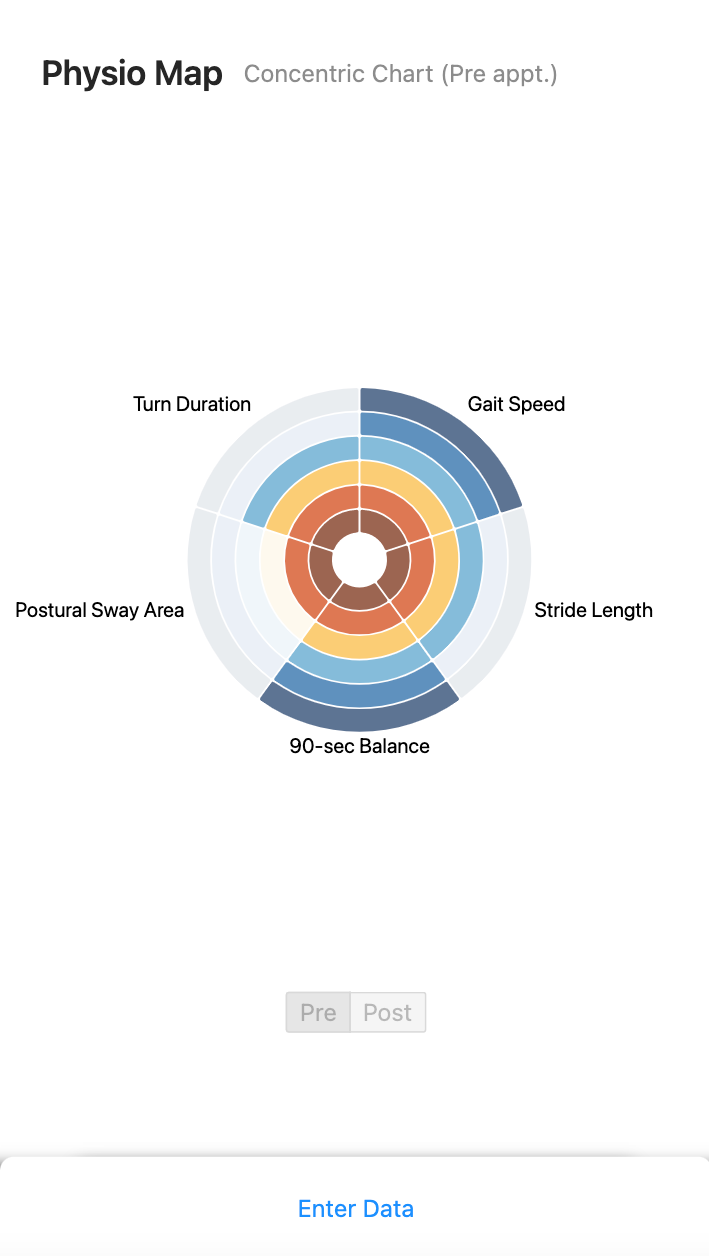 Physio Map Concentric Chart (Pre appt.)
Turn Duration
Gait Speed
Postural Sway Area
Stride Length
90-sec Balance
Pre
Post
Enter Data